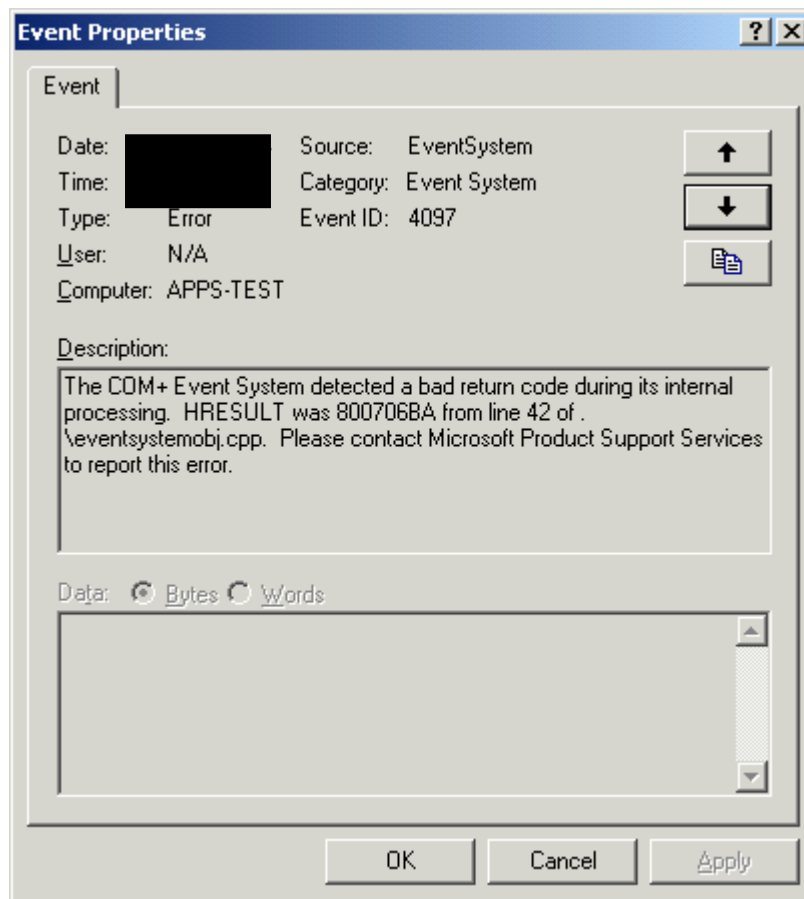 Event Properties
Event
Date: Source: EventSystem
Time: Category: Event System
Type: Error Event ID: 4097
User: N/A
Computer: APPS-TEST
Description:
The COM+ Event System detected a bad return code during its internal
processing.  HRESULT was 800706BA from line 42 of .
\eventsystemobj.cpp.  Please contact Microsoft Product Support Services
to report this error.
Data: Bytes Words
OK Cancel Apply